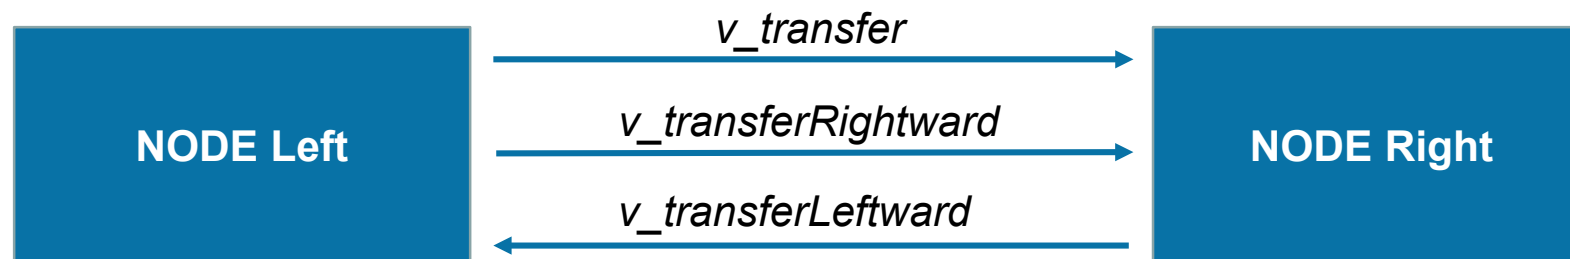 v_transfer
NODE Left
v_transferRightward
NODE Right
v_transferLeftward